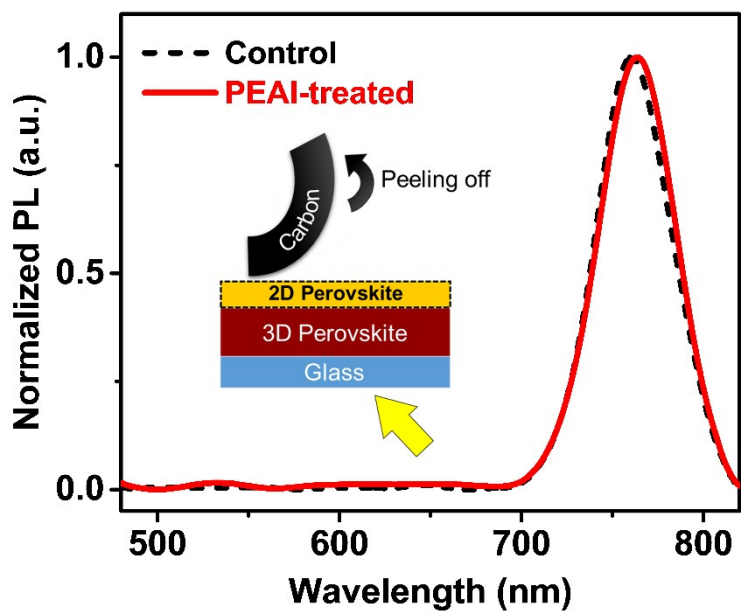 Control
PEAI-treated
Carbon
Peeling off
2D Perovskite
3D Perovskite
Glass
Normalized PL (a.u.)
1.0
0.5
0.0
500
600
700
800
Wavelength (nm)